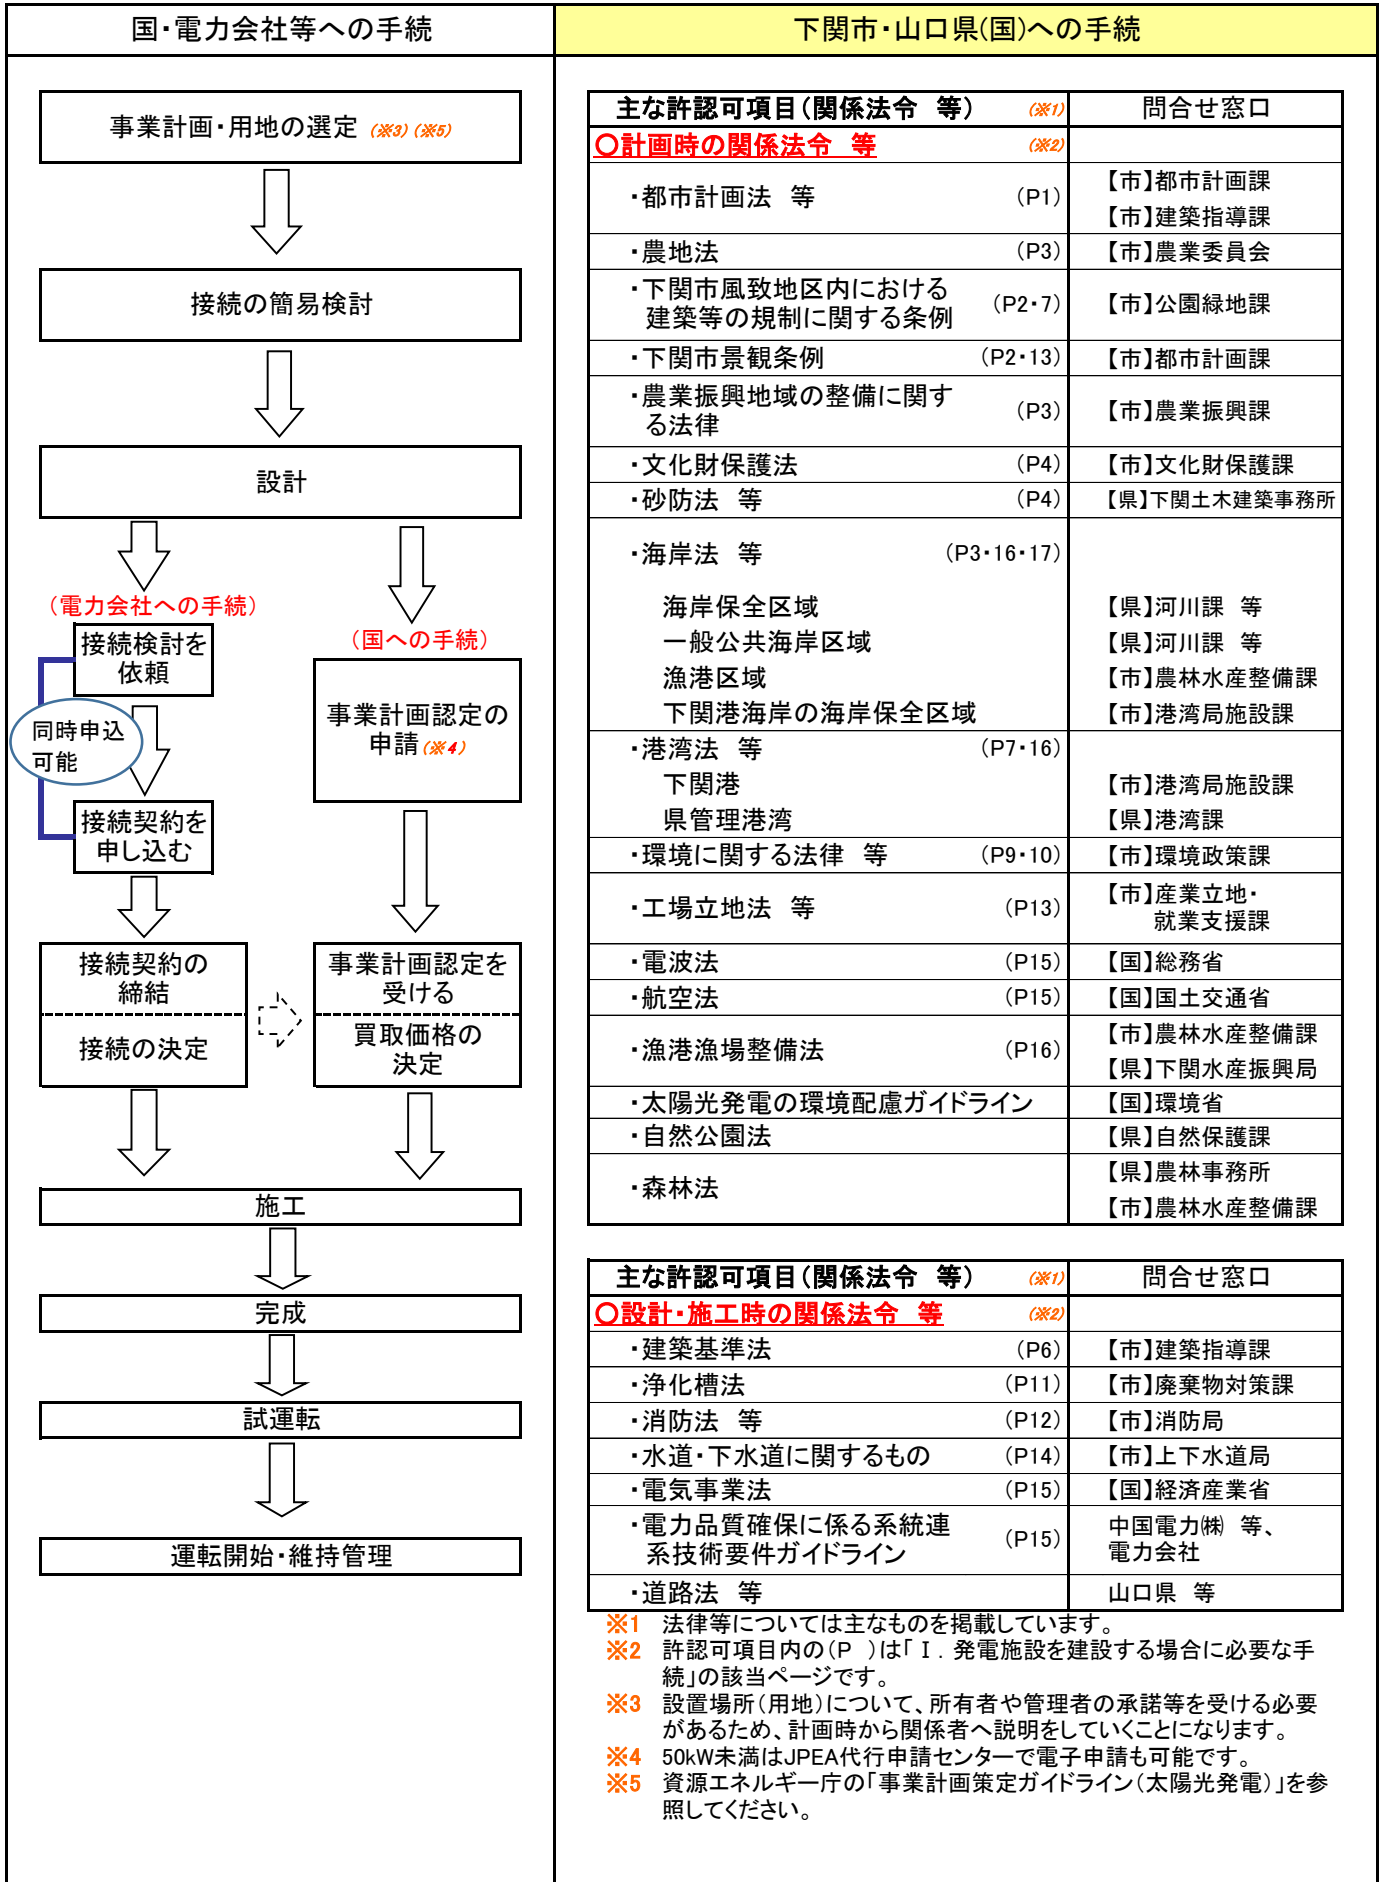 国・電力会社等への手続
事業計画・用地の選定 (※3) (※5)
接続の簡易検討
設計
（電力会社への手続）
接続検討を
依頼
同時申込
可能
接続契約を
申し込む
（国への手続）
事業計画認定の
申請(※4)
接続契約の
締結
接続の決定
事業計画認定を
受ける
買取価格の
決定
施工
完成
試運転
運転開始・維持管理
下関市・山口県(国)への手続
主な許認可項目（関係法令　等） (※1) 問合せ窓口
〇計画時の関係法令　等 (※2)
・都市計画法　等 （P1） 【市】都市計画課
【市】建築指導課
・農地法 （P3） 【市】農業委員会
・下関市風致地区内における
建築等の規制に関する条例 （P2・7） 【市】公園緑地課
・下関市景観条例 （P2・13） 【市】都市計画課
・農業振興地域の整備に関す
る法律 （P3） 【市】農業振興課
・文化財保護法 （P4） 【市】文化財保護課
・砂防法　等 （P4） 【県】下関土木建築事務所
・海岸法　等 （P3・16・17）
海岸保全区域 【県】河川課　等
一般公共海岸区域 【県】河川課　等
漁港区域 【市】農林水産整備課
下関港海岸の海岸保全区域 【市】港湾局施設課
・港湾法　等 （P7・16）
下関港 【市】港湾局施設課
県管理港湾 【県】港湾課
・環境に関する法律　等 （P9・10） 【市】環境政策課
・工場立地法　等 （P13） 【市】産業立地・
就業支援課
・電波法 （P15） 【国】総務省
・航空法 （P15） 【国】国土交通省
・漁港漁場整備法 （P16） 【市】農林水産整備課
【県】下関水産振興局
・太陽光発電の環境配慮ガイドライン 【国】環境省
・自然公園法 【県】自然保護課
・森林法 【県】農林事務所
【市】農林水産整備課
主な許認可項目（関係法令　等） (※1) 問合せ窓口
〇設計・施工時の関係法令　等 (※2)
・建築基準法 （P6） 【市】建築指導課
・浄化槽法 （P11） 【市】廃棄物対策課
・消防法　等 （P12） 【市】消防局
・水道・下水道に関するもの （P14） 【市】上下水道局
・電気事業法 （P15） 【国】経済産業省
・電力品質確保に係る系統連
系技術要件ガイドライン （P15） 中国電力㈱　等、
電力会社
・道路法　等 山口県　等
※1 法律等については主なものを掲載しています。
※2 許認可項目内の（P　）は「Ⅰ．発電施設を建設する場合に必要な手
続」の該当ページです。
※3 設置場所（用地）について、所有者や管理者の承諾等を受ける必要
があるため、計画時から関係者へ説明をしていくことになります。
※4 50kW未満はJPEA代行申請センターで電子申請も可能です。
※5 資源エネルギー庁の「事業計画策定ガイドライン（太陽光発電）」を参
照してください。